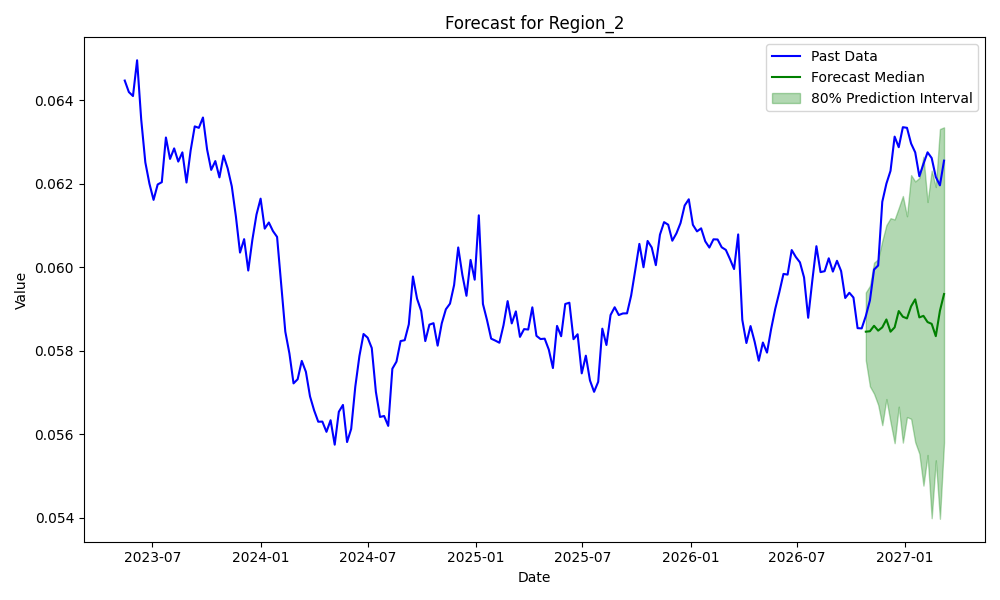 Forecast for Region_2
Past Data
Forecast Median
80% Prediction Interval
Value
0.064
0.062
0.060
0.058
0.056
0.054
2023-07
2024-01
2024-07
2025-01
2025-07
2026-01
2026-07
2027-01
Date